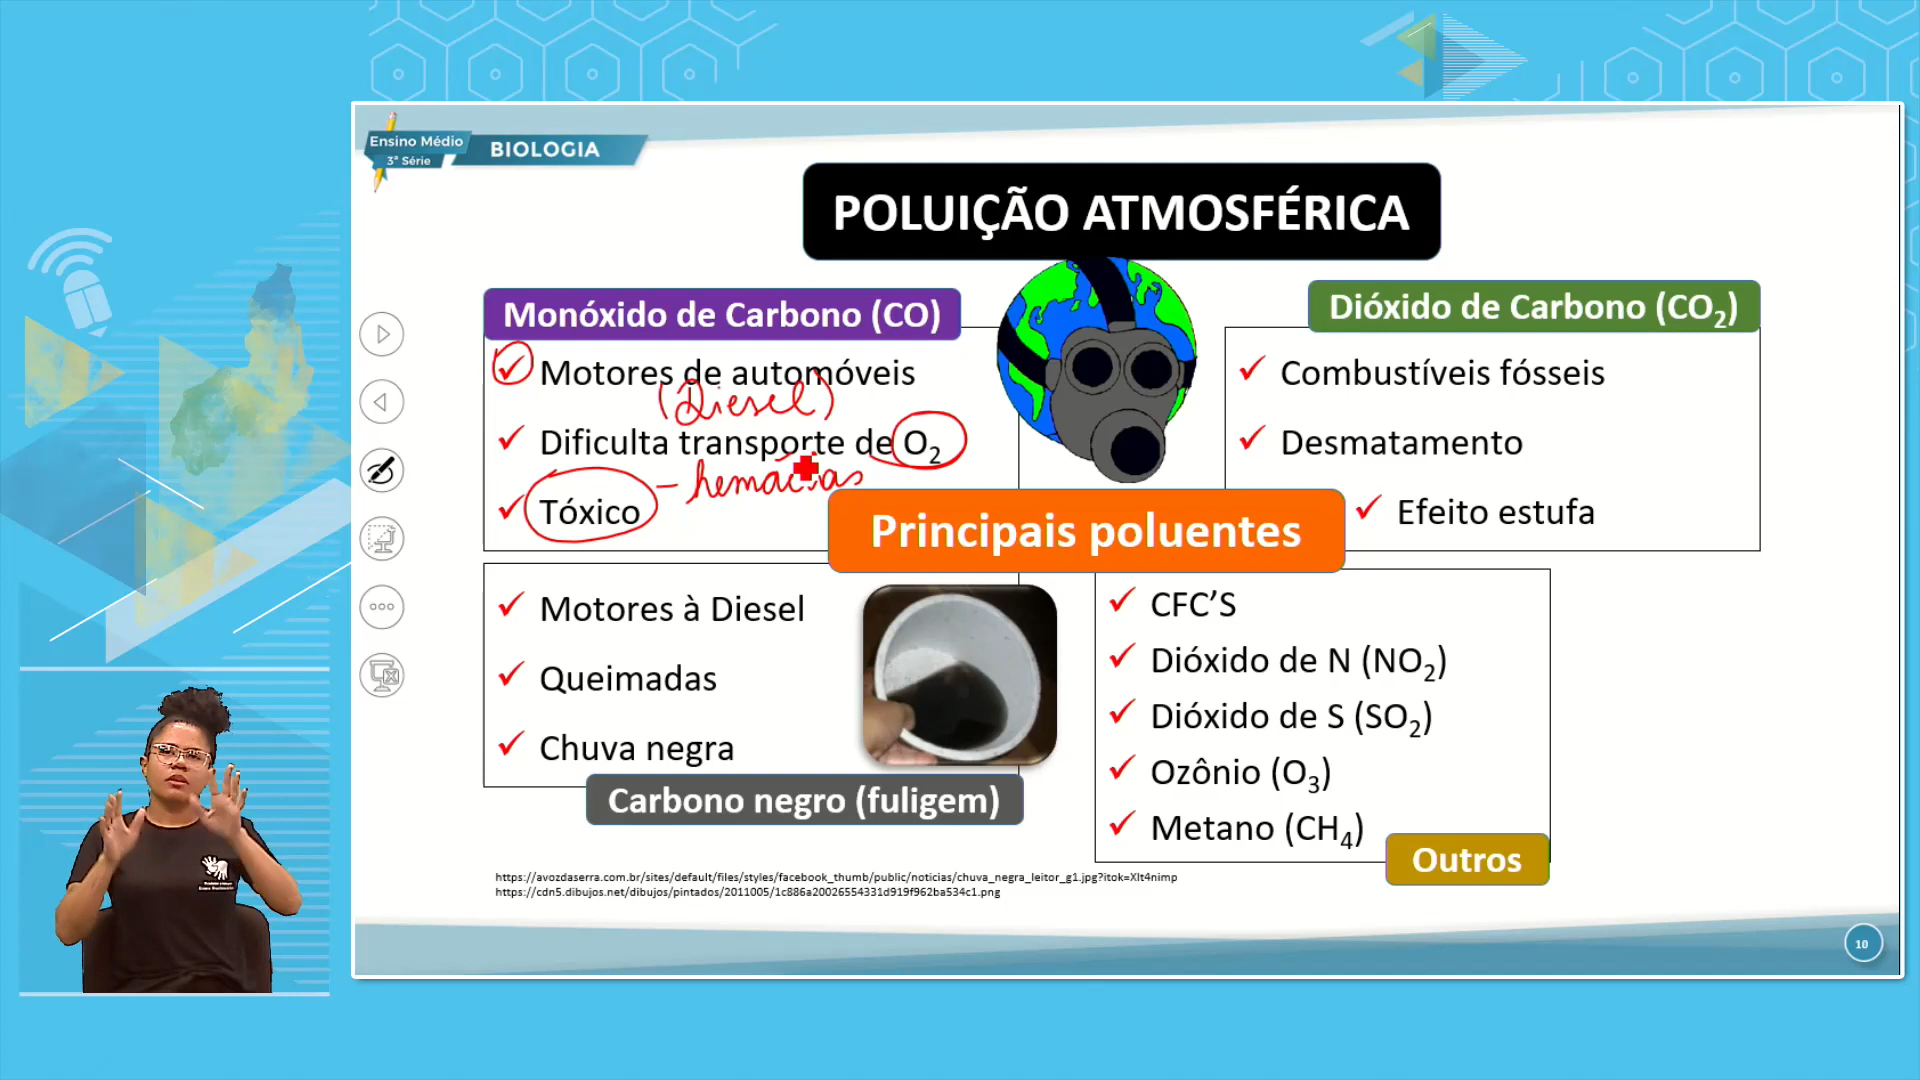 Ensino Médio
3ª Série
BIOLOGIA
POLUIÇÃO ATMOSFÉRICA
Monóxido de Carbono (CO)
Motores de automóveis
(Diesel)
Dificulta transporte de O₂
– hemácias
Tóxico
Dióxido de Carbono (CO₂)
Combustíveis fósseis
Desmatamento
Efeito estufa
Principais poluentes
Motores à Diesel
Queimadas
Chuva negra
Carbono negro (fuligem)
CFC’S
Dióxido de N (NO₂)
Dióxido de S (SO₂)
Ozônio (O₃)
Metano (CH₄)
Outros
https://avozdaserra.com.br/sites/default/files/styles/facebook_thumb/public/noticias/chuva_negra_leitor_g1.jpg?itok=XIt4nimp
https://cdn5.dibujos.net/dibujos/pintados/2011005/1c886a20026554331d919f962ba534c1.png
10